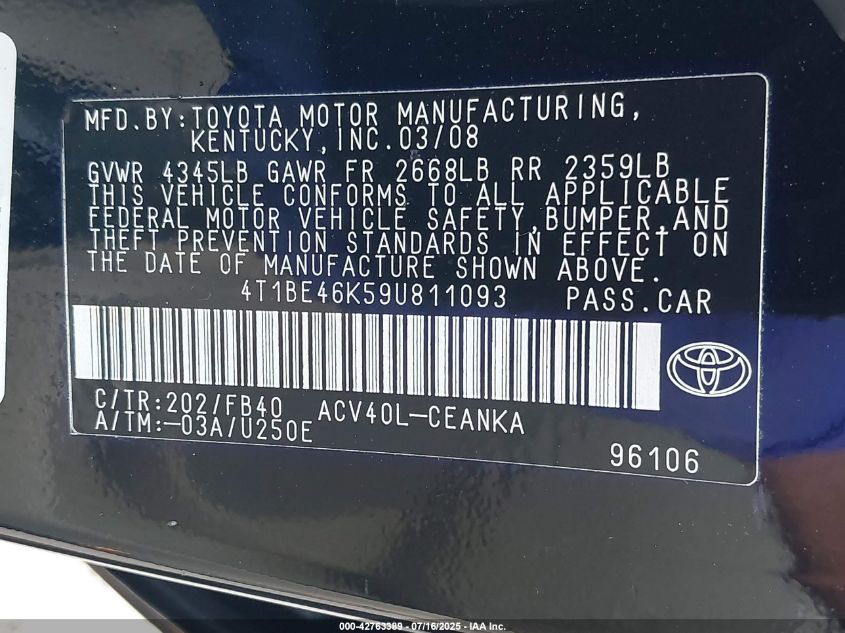 MFD.BY:TOYOTA MOTOR MANUFACTURING,
KENTUCKY,INC.03/08
GVWR 4345LB GAWR FR 2668LB RR 2359LB
THIS VEHICLE CONFORMS TO ALL APPLICABLE
FEDERAL MOTOR VEHICLE SAFETY,BUMPER,AND
THEFT PREVENTION STANDARDS IN EFFECT ON
THE DATE OF MANUFACTURE SHOWN ABOVE.
4T1BE46K59U811093 PASS.CAR
C/TR:202/FB40 ACV40L-CEANKA
A/TM:-03A/U250E
96106
000-42763389 - 07/16/2025 - IAA Inc.